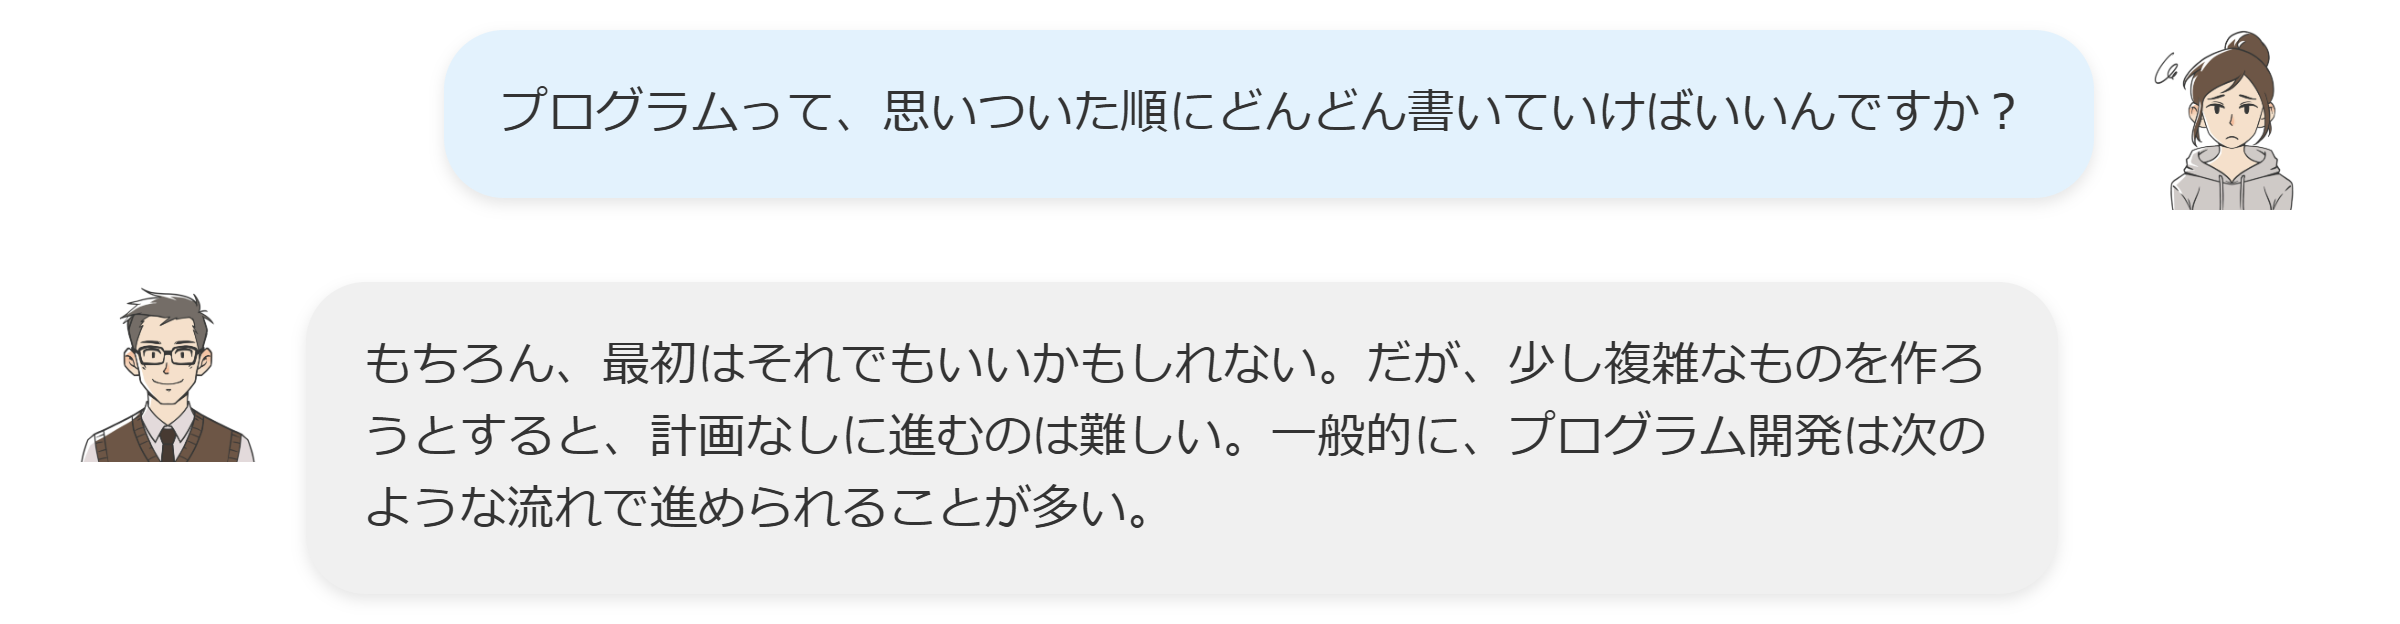 プログラムって、思いついた順にどんどん書いていけばいいんですか？
もちろん、最初はそれでもいいかもしれない。だが、少し複雑なものを作ろ
うとすると、計画なしに進むのは難しい。一般的に、プログラム開発は次の
ような流れで進められることが多い。